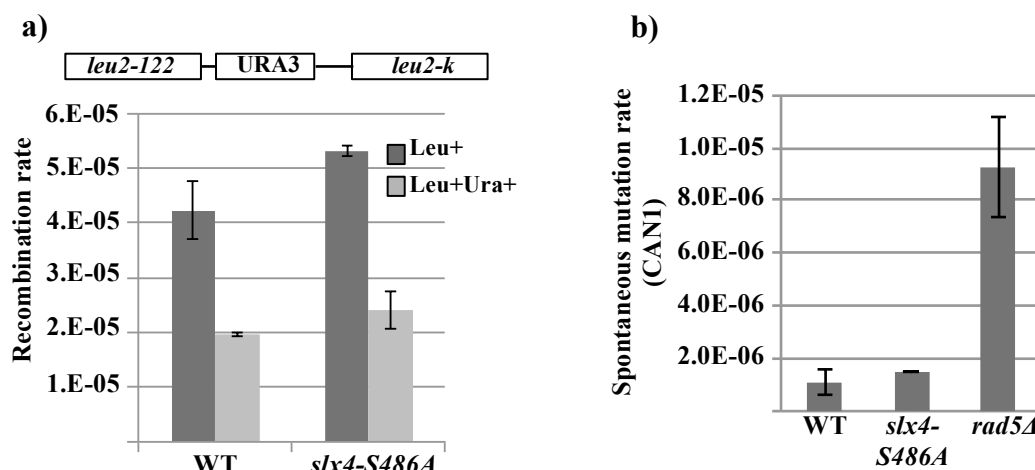 a)
leu2-122 URA3 leu2-k
Recombination rate
6.E-05
5.E-05
4.E-05
3.E-05
2.E-05
1.E-05
Leu+
Leu+Ura+
WT slx4-S486A
b)
Spontaneous mutation rate
(CAN1)
1.2E-05
1.0E-05
8.0E-06
6.0E-06
4.0E-06
2.0E-06
WT slx4- rad5Δ
S486A